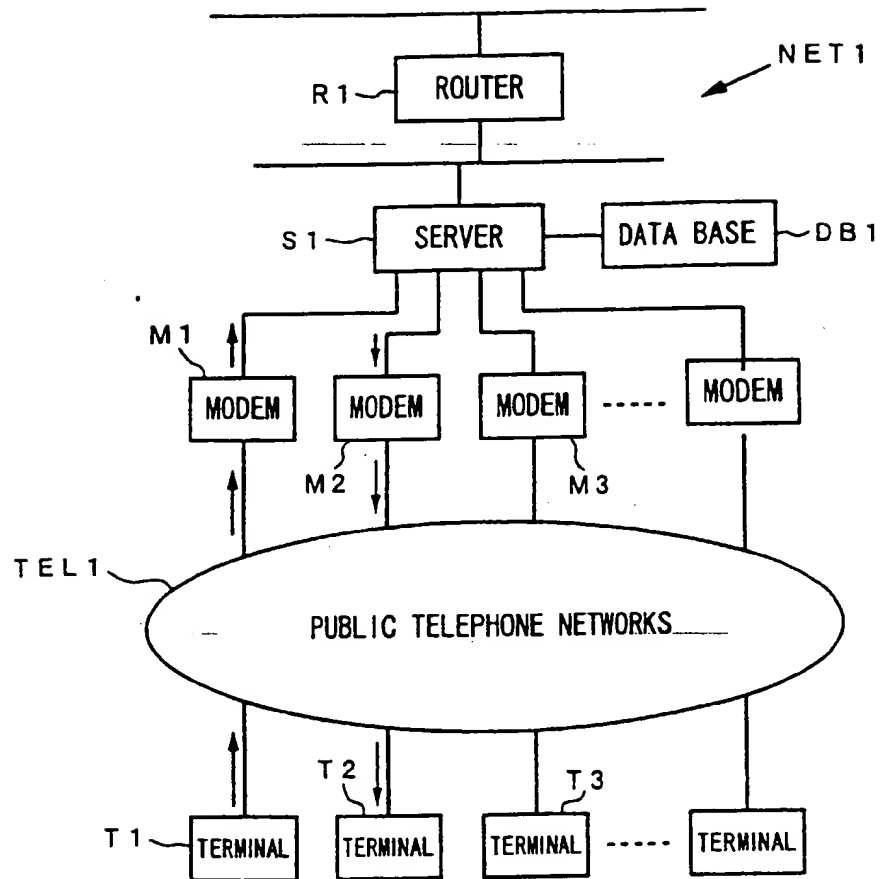 NET1
R1 ROUTER
S1 SERVER DATA BASE DB1
M1
MODEM MODEM MODEM MODEM
M2 M3
TEL1
PUBLIC TELEPHONE NETWORKS
T2 T3
T1 TERMINAL TERMINAL TERMINAL TERMINAL